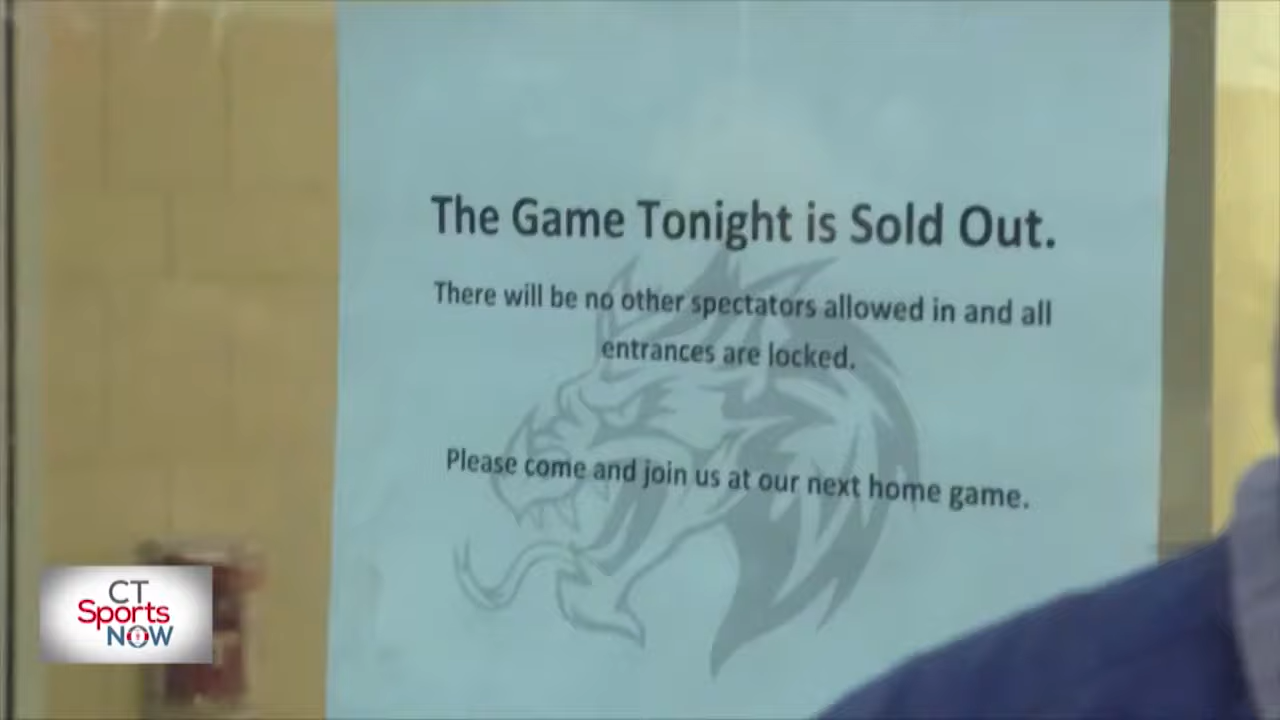 The Game Tonight is Sold Out.
There will be no other spectators allowed in and all
entrances are locked.
Please come and join us at our next home game.
CT
Sports
NOW